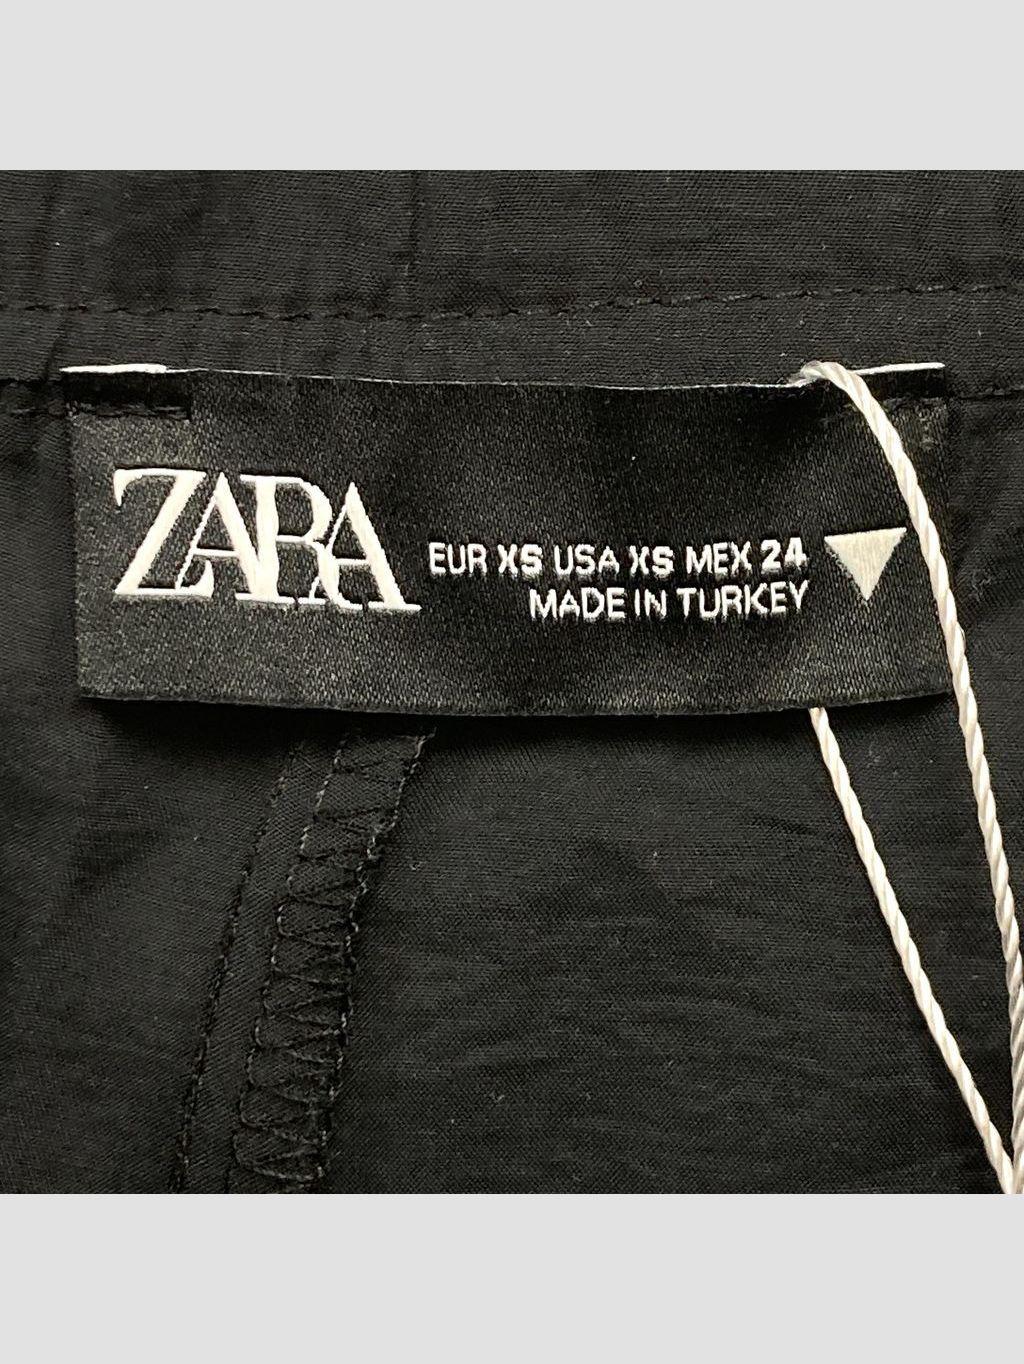 ZARA
EUR XS USA XS MEX 24
MADE IN TURKEY